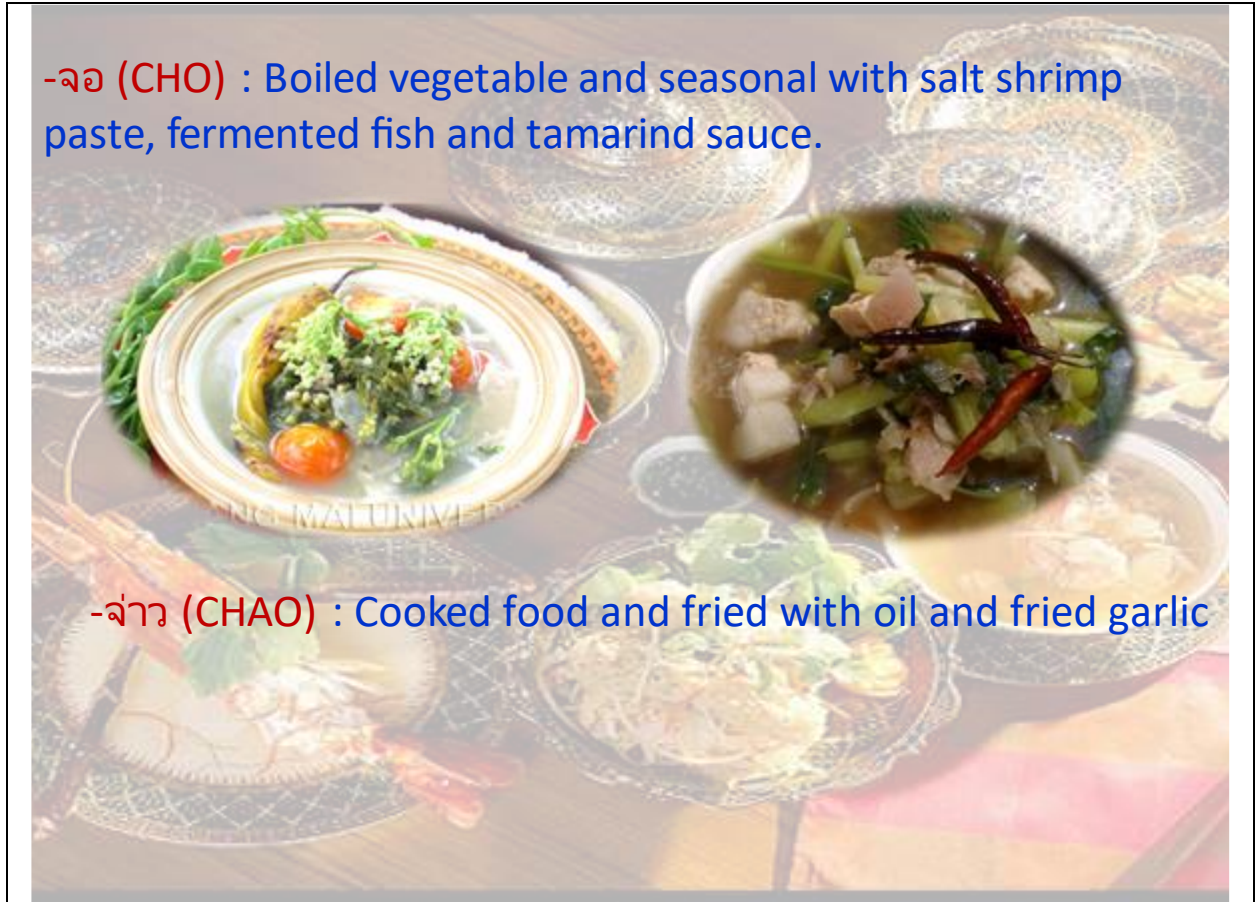 -จอ (CHO) : Boiled vegetable and seasonal with salt shrimp
paste, fermented fish and tamarind sauce.
-จ่าว (CHAO) : Cooked food and fried with oil and fried garlic